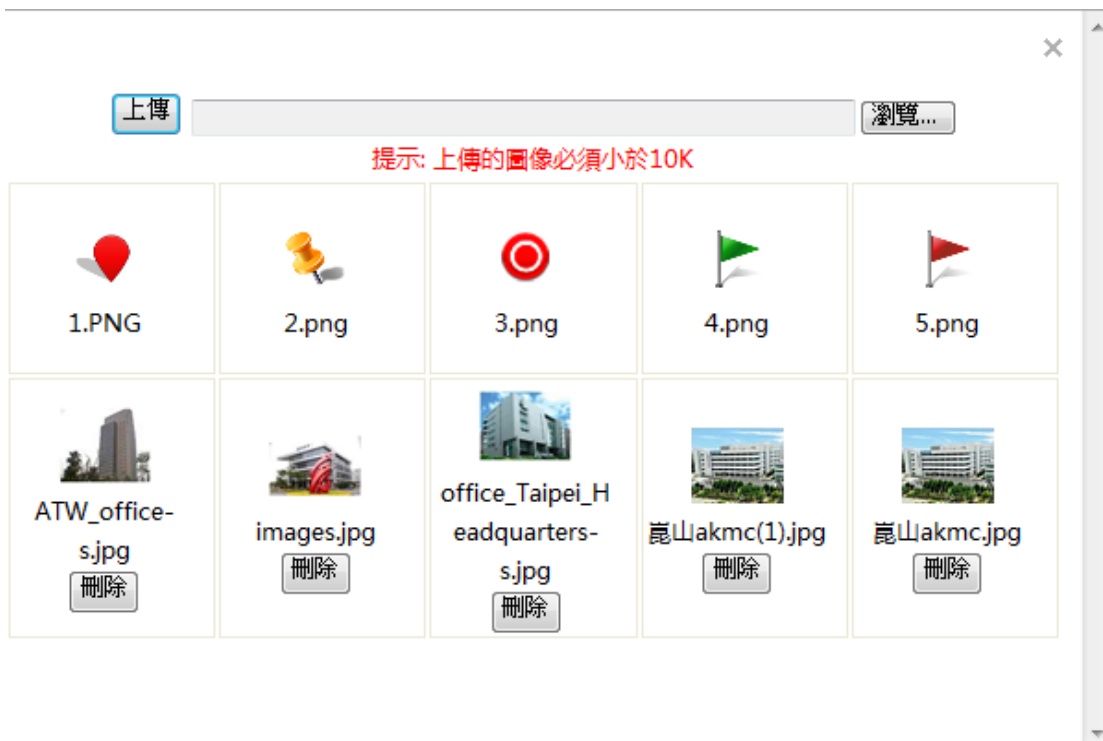 上傳
瀏覽...
提示: 上傳的圖像必須小於10K
1.PNG
2.png
3.png
4.png
5.png
ATW_office-
s.jpg
刪除
images.jpg
刪除
office_Taipei_H
eadquarters-
s.jpg
刪除
崑山akmc(1).jpg
刪除
崑山akmc.jpg
刪除